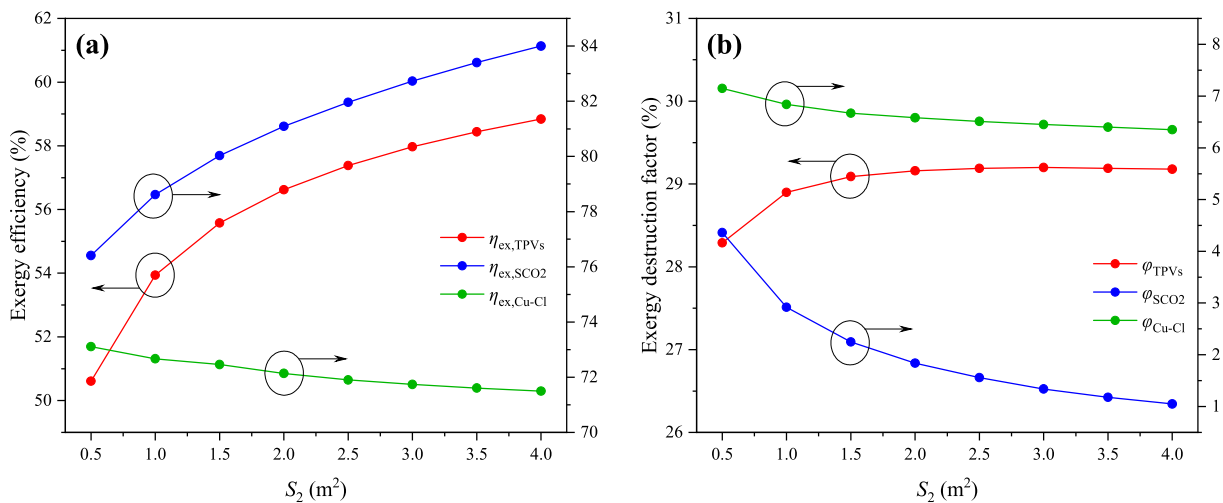 (a)
Exergy efficiency (%)
62
60
58
56
54
52
50
84
82
80
78
76
74
72
70
η_ex,TPVs
η_ex,SCO2
η_ex,Cu-Cl
0.5 1.0 1.5 2.0 2.5 3.0 3.5 4.0
S₂ (m²)
(b)
Exergy destruction factor (%)
31
30
29
28
27
26
8
7
6
5
4
3
2
1
φ_TPVs
φ_SCO2
φ_Cu-Cl
0.5 1.0 1.5 2.0 2.5 3.0 3.5 4.0
S₂ (m²)